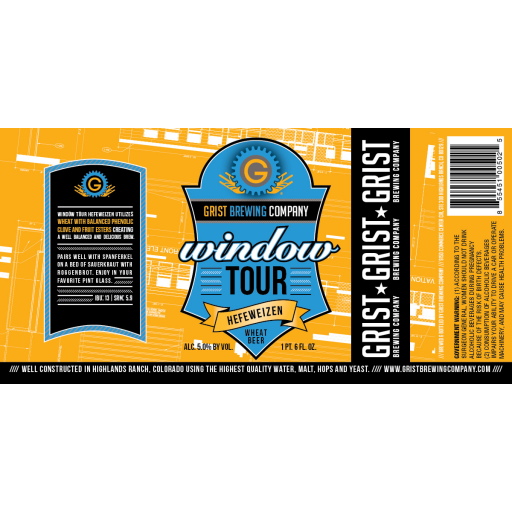 G
WINDOW TOUR HEFEWEIZEN UTILIZES
WHEAT WITH BALANCED PHENOLIC
CLOVE AND FRUIT ESTERS CREATING
A WELL BALANCED AND DELICIOUS BREW
PAIRS WELL WITH SPANFERKEL
ON A BED OF SAUERKRAUT WITH
ROGGENBROT. ENJOY IN YOUR
FAVORITE PINT GLASS.
IBU: 13 | SRM: 5.0
G
GRIST BREWING COMPANY
window
TOUR
HEFEWEIZEN
WHEAT
BEER
ALC. 5.0% BY VOL.
1 PT. 6 FL. OZ.
GRIST★GRIST★GRIST
BREWING COMPANY
BREWING COMPANY
BREWING COMPANY
GOVERNMENT WARNING: (1) ACCORDING TO THE
SURGEON GENERAL, WOMEN SHOULD NOT DRINK
ALCOHOLIC BEVERAGES DURING PREGNANCY
BECAUSE OF THE RISK OF BIRTH DEFECTS.
(2) CONSUMPTION OF ALCOHOLIC BEVERAGES
IMPAIRS YOUR ABILITY TO DRIVE A CAR OR OPERATE
MACHINERY AND MAY CAUSE HEALTH PROBLEMS.
8 55451 00502 5
//// WELL CONSTRUCTED IN HIGHLANDS RANCH, COLORADO USING THE HIGHEST QUALITY WATER, MALT, HOPS AND YEAST. //// WWW.GRISTBREWINGCOMPANY.COM ////